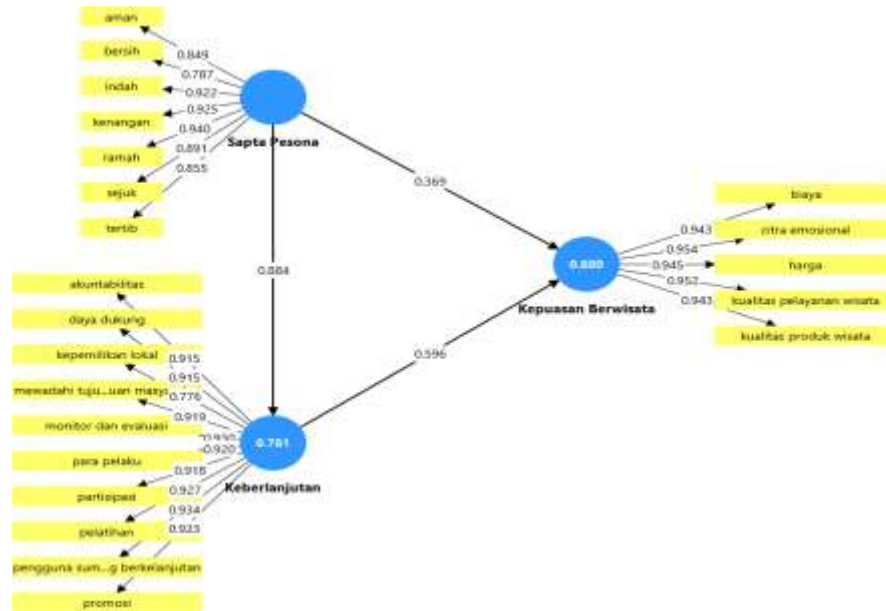 aman
bersih
indah
kenangan
ramah
sejuk
tertib
0.849
0.787
0.922
0.925
0.940
0.891
0.855
Sapta Pesona
0.369
0.884
akuntabilitas
daya dukung
kepemilikan lokal
mewadahi tuju...uan masy
monitor dan evaluasi
para pelaku
partisipasi
pelatihan
pengguna sum...g berkelanjutan
promosi
0.915
0.915
0.776
0.919
0.920
0.918
0.927
0.934
0.923
0.781
Keberlanjutan
0.596
0.880
Kepuasan Berwisata
0.943
0.954
0.945
0.952
0.943
biaya
citra emosional
harga
kualitas pelayanan wisata
kualitas produk wisata